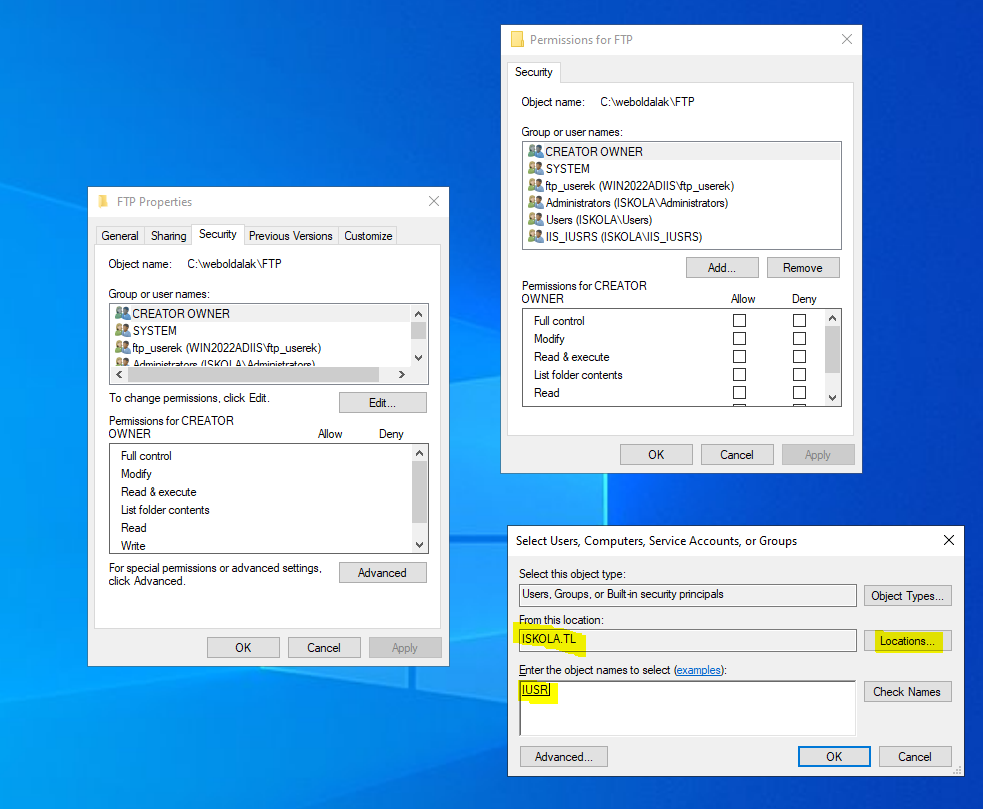 FTP Properties
General Sharing Security Previous Versions Customize
Object name: C:\weboldalak\FTP
Group or user names:
CREATOR OWNER
SYSTEM
ftp_userek (WIN2022ADIIS\ftp_userek)
Administrators (ISKOLA\Administrators)
To change permissions, click Edit.
Edit...
Permissions for CREATOR
OWNER Allow Deny
Full control
Modify
Read & execute
List folder contents
Read
Write
For special permissions or advanced settings,
click Advanced.
Advanced
OK Cancel Apply
Permissions for FTP
Security
Object name: C:\weboldalak\FTP
Group or user names:
CREATOR OWNER
SYSTEM
ftp_userek (WIN2022ADIIS\ftp_userek)
Administrators (ISKOLA\Administrators)
Users (ISKOLA\Users)
IIS_IUSRS (ISKOLA\IIS_IUSRS)
Add... Remove
Permissions for CREATOR
OWNER Allow Deny
Full control
Modify
Read & execute
List folder contents
Read
OK Cancel Apply
Select Users, Computers, Service Accounts, or Groups
Select this object type:
Users, Groups, or Built-in security principals Object Types...
From this location:
ISKOLA.TL Locations...
Enter the object names to select (examples):
IUSR Check Names
Advanced... OK Cancel